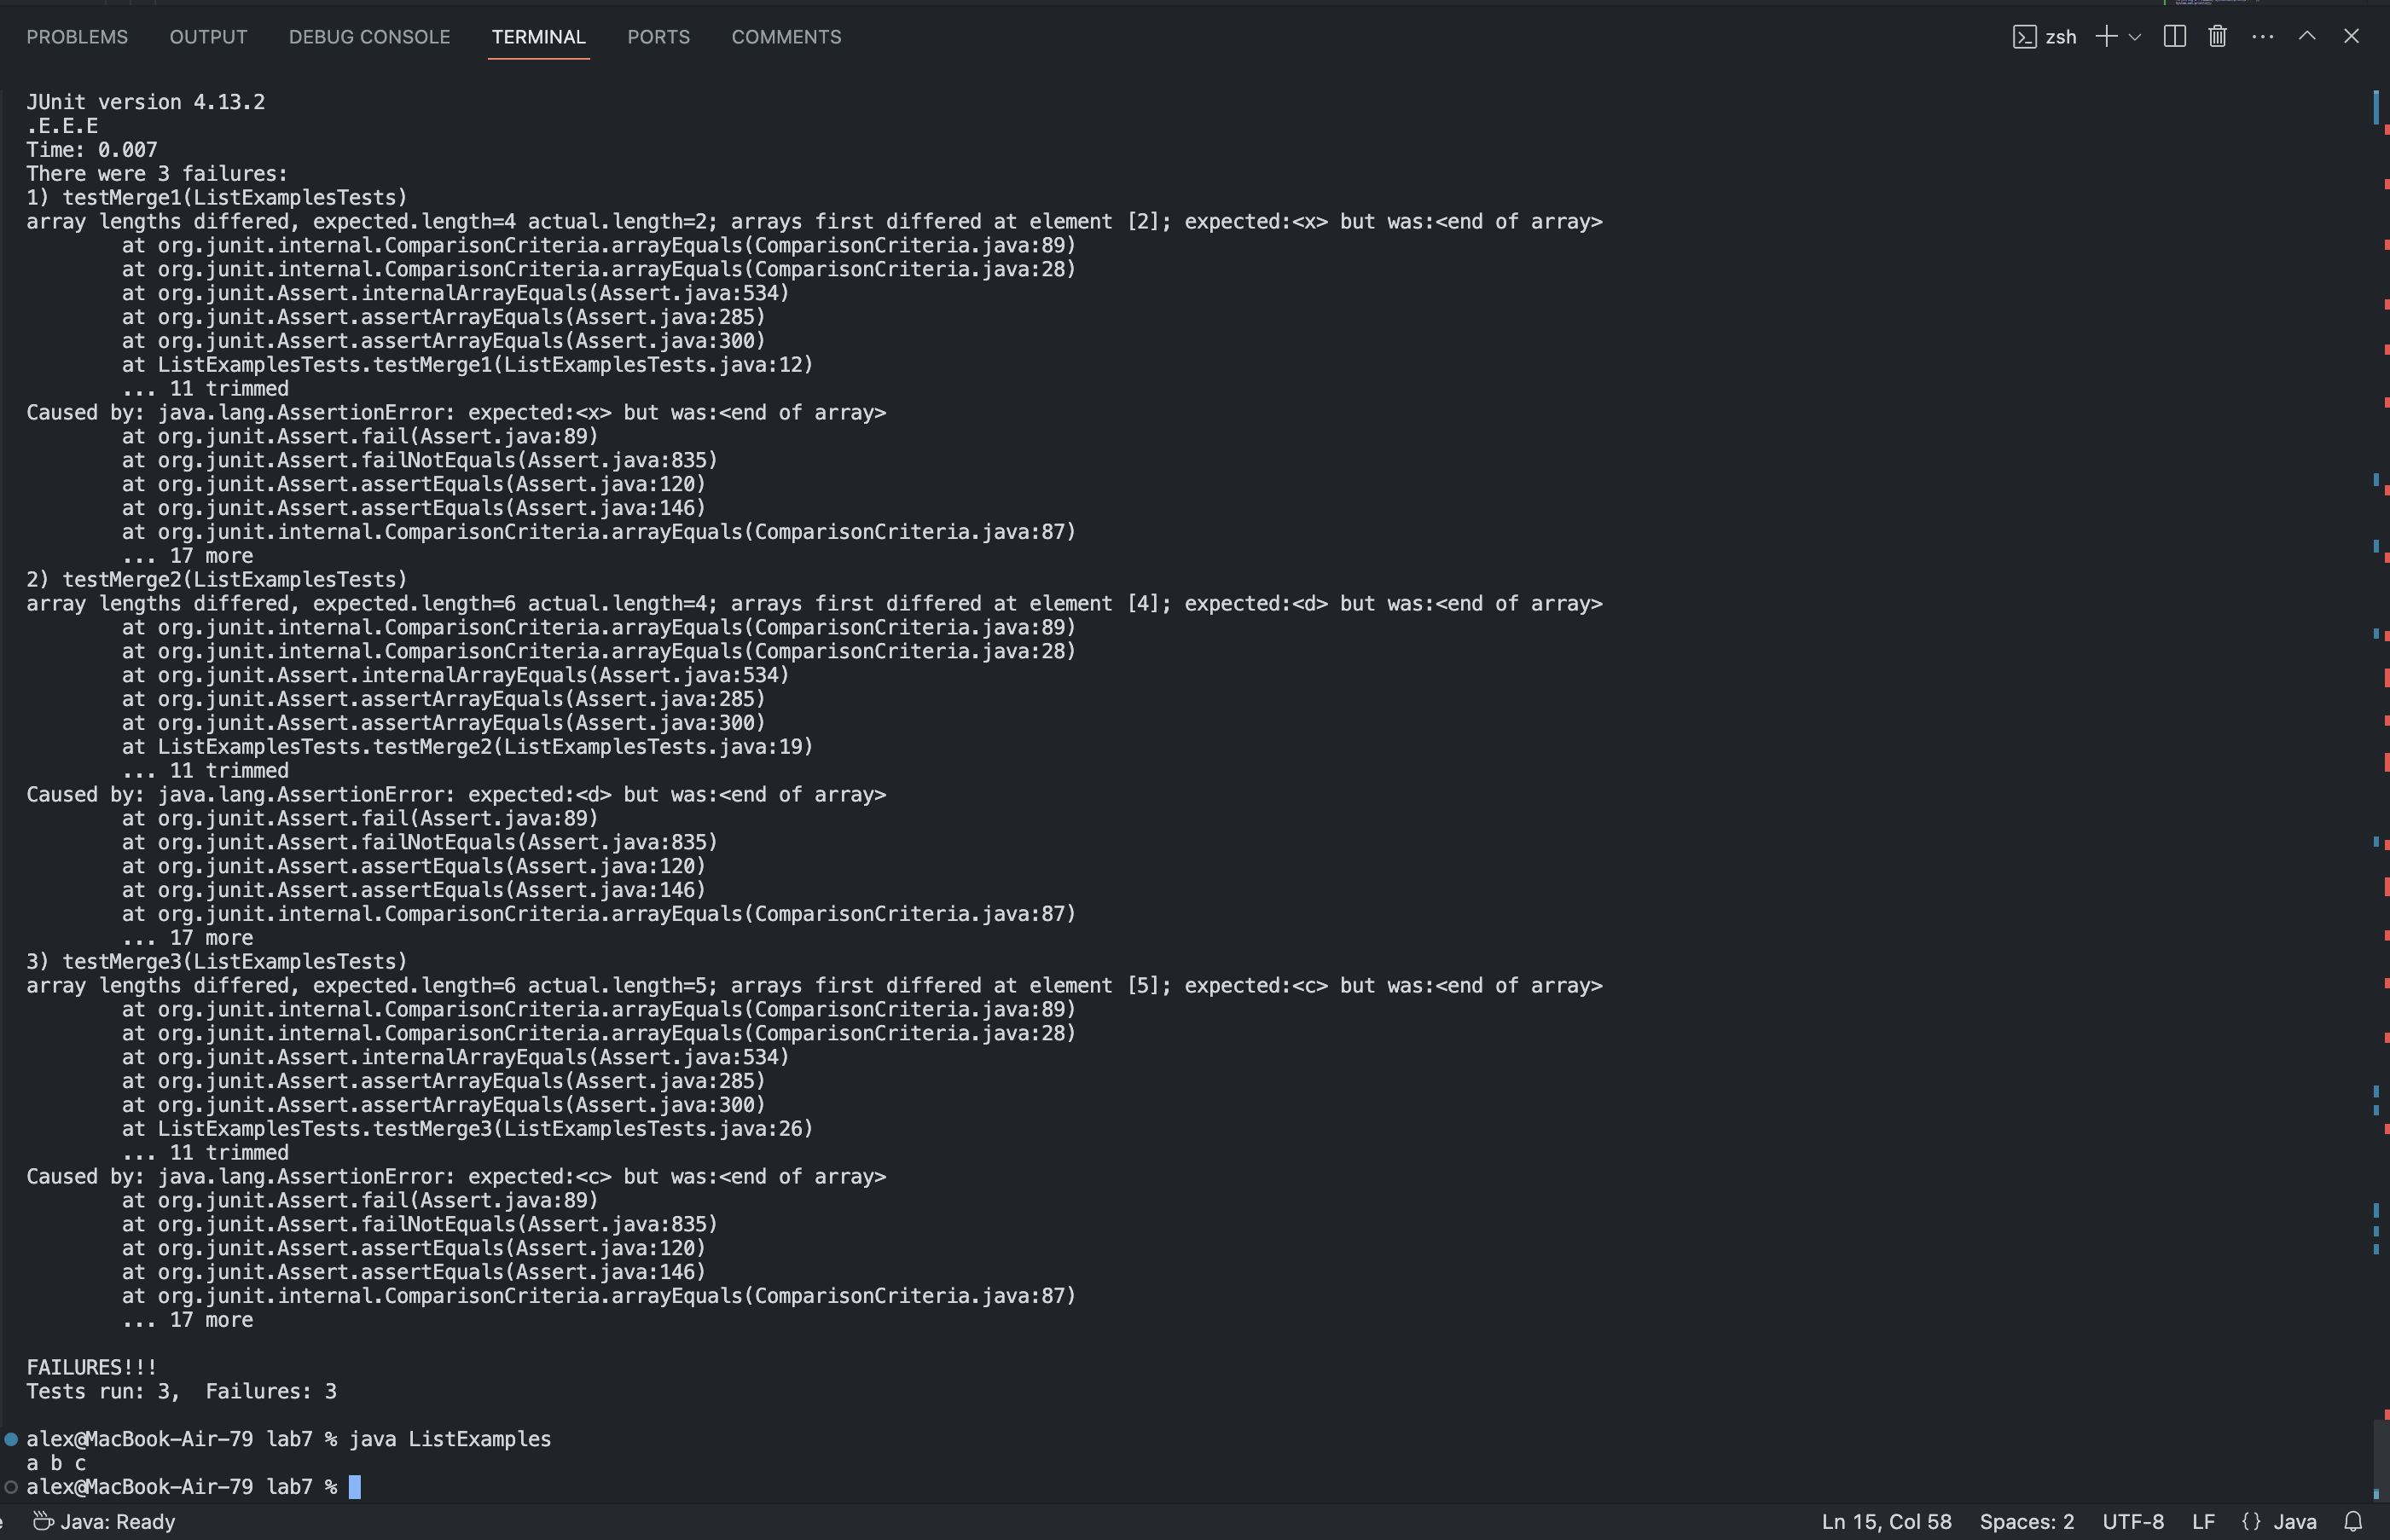 PROBLEMS OUTPUT DEBUG CONSOLE TERMINAL PORTS COMMENTS zsh
JUnit version 4.13.2
.E.E.E
Time: 0.007
There were 3 failures:
1) testMerge1(ListExamplesTests)
array lengths differed, expected.length=4 actual.length=2; arrays first differed at element [2]; expected:<x> but was:<end of array>
at org.junit.internal.ComparisonCriteria.arrayEquals(ComparisonCriteria.java:89)
at org.junit.internal.ComparisonCriteria.arrayEquals(ComparisonCriteria.java:28)
at org.junit.Assert.internalArrayEquals(Assert.java:534)
at org.junit.Assert.assertArrayEquals(Assert.java:285)
at org.junit.Assert.assertArrayEquals(Assert.java:300)
at ListExamplesTests.testMerge1(ListExamplesTests.java:12)
... 11 trimmed
Caused by: java.lang.AssertionError: expected:<x> but was:<end of array>
at org.junit.Assert.fail(Assert.java:89)
at org.junit.Assert.failNotEquals(Assert.java:835)
at org.junit.Assert.assertEquals(Assert.java:120)
at org.junit.Assert.assertEquals(Assert.java:146)
at org.junit.internal.ComparisonCriteria.arrayEquals(ComparisonCriteria.java:87)
... 17 more
2) testMerge2(ListExamplesTests)
array lengths differed, expected.length=6 actual.length=4; arrays first differed at element [4]; expected:<d> but was:<end of array>
at org.junit.internal.ComparisonCriteria.arrayEquals(ComparisonCriteria.java:89)
at org.junit.internal.ComparisonCriteria.arrayEquals(ComparisonCriteria.java:28)
at org.junit.Assert.internalArrayEquals(Assert.java:534)
at org.junit.Assert.assertArrayEquals(Assert.java:285)
at org.junit.Assert.assertArrayEquals(Assert.java:300)
at ListExamplesTests.testMerge2(ListExamplesTests.java:19)
... 11 trimmed
Caused by: java.lang.AssertionError: expected:<d> but was:<end of array>
at org.junit.Assert.fail(Assert.java:89)
at org.junit.Assert.failNotEquals(Assert.java:835)
at org.junit.Assert.assertEquals(Assert.java:120)
at org.junit.Assert.assertEquals(Assert.java:146)
at org.junit.internal.ComparisonCriteria.arrayEquals(ComparisonCriteria.java:87)
... 17 more
3) testMerge3(ListExamplesTests)
array lengths differed, expected.length=6 actual.length=5; arrays first differed at element [5]; expected:<c> but was:<end of array>
at org.junit.internal.ComparisonCriteria.arrayEquals(ComparisonCriteria.java:89)
at org.junit.internal.ComparisonCriteria.arrayEquals(ComparisonCriteria.java:28)
at org.junit.Assert.internalArrayEquals(Assert.java:534)
at org.junit.Assert.assertArrayEquals(Assert.java:285)
at org.junit.Assert.assertArrayEquals(Assert.java:300)
at ListExamplesTests.testMerge3(ListExamplesTests.java:26)
... 11 trimmed
Caused by: java.lang.AssertionError: expected:<c> but was:<end of array>
at org.junit.Assert.fail(Assert.java:89)
at org.junit.Assert.failNotEquals(Assert.java:835)
at org.junit.Assert.assertEquals(Assert.java:120)
at org.junit.Assert.assertEquals(Assert.java:146)
at org.junit.internal.ComparisonCriteria.arrayEquals(ComparisonCriteria.java:87)
... 17 more
FAILURES!!!
Tests run: 3,  Failures: 3
alex@MacBook-Air-79 lab7 % java ListExamples
a b c
alex@MacBook-Air-79 lab7 %
Java: Ready Ln 15, Col 58 Spaces: 2 UTF-8 LF {} Java